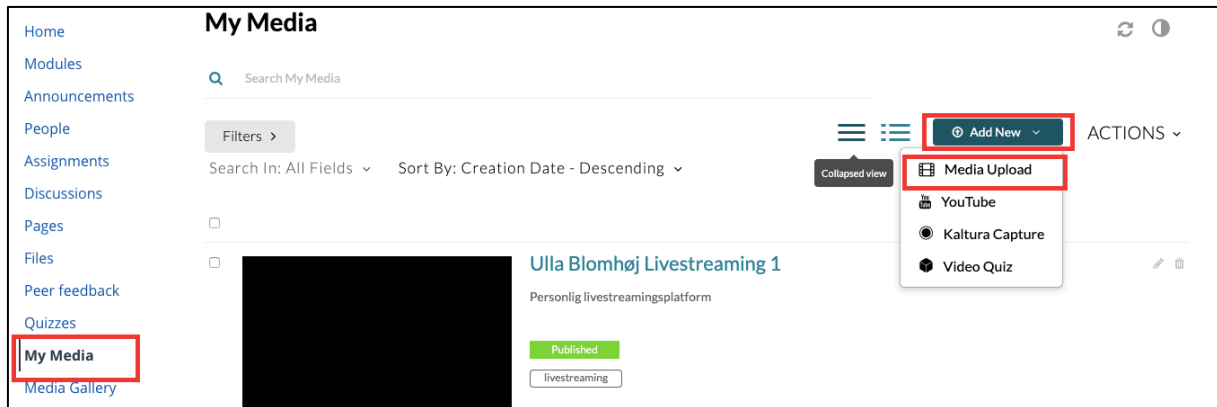 Home
Modules
Announcements
People
Assignments
Discussions
Pages
Files
Peer feedback
Quizzes
My Media
Media Gallery
My Media
Search My Media
Filters >
Add New
ACTIONS
Search In: All Fields
Sort By: Creation Date - Descending
Collapsed view
Media Upload
You Tube YouTube
Kaltura Capture
Video Quiz
Ulla Blomhøj Livestreaming 1
Personlig livestreamingsplatform
Published
livestreaming